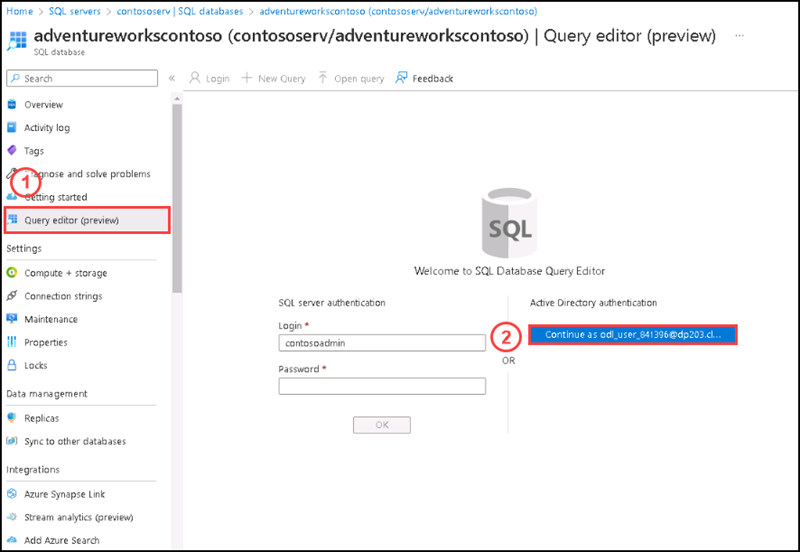 Home > SQL servers > contososerv | SQL databases > adventureworkscontoso (contososerv/adventureworkscontoso)
adventureworkscontoso (contososerv/adventureworkscontoso) | Query editor (preview) ...
SQL database
Search
«
Login
New Query
Open query
Feedback
Overview
Activity log
Tags
Diagnose and solve problems
1
Getting started
Query editor (preview)
Settings
Compute + storage
Connection strings
Maintenance
Properties
Locks
Data management
Replicas
Sync to other databases
Integrations
Azure Synapse Link
Stream analytics (preview)
Add Azure Search
SQL
Welcome to SQL Database Query Editor
SQL server authentication
Login *
contosoadmin
Password *
OK
Active Directory authentication
2
Continue as odl_user_841396@dp203.cl...
OR